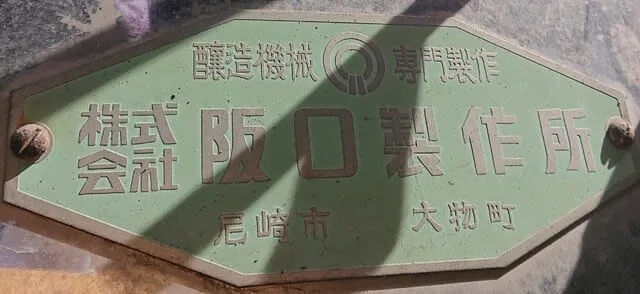 醸造機械 専門製作
株式会社 阪口製作所
尼崎市 大物町